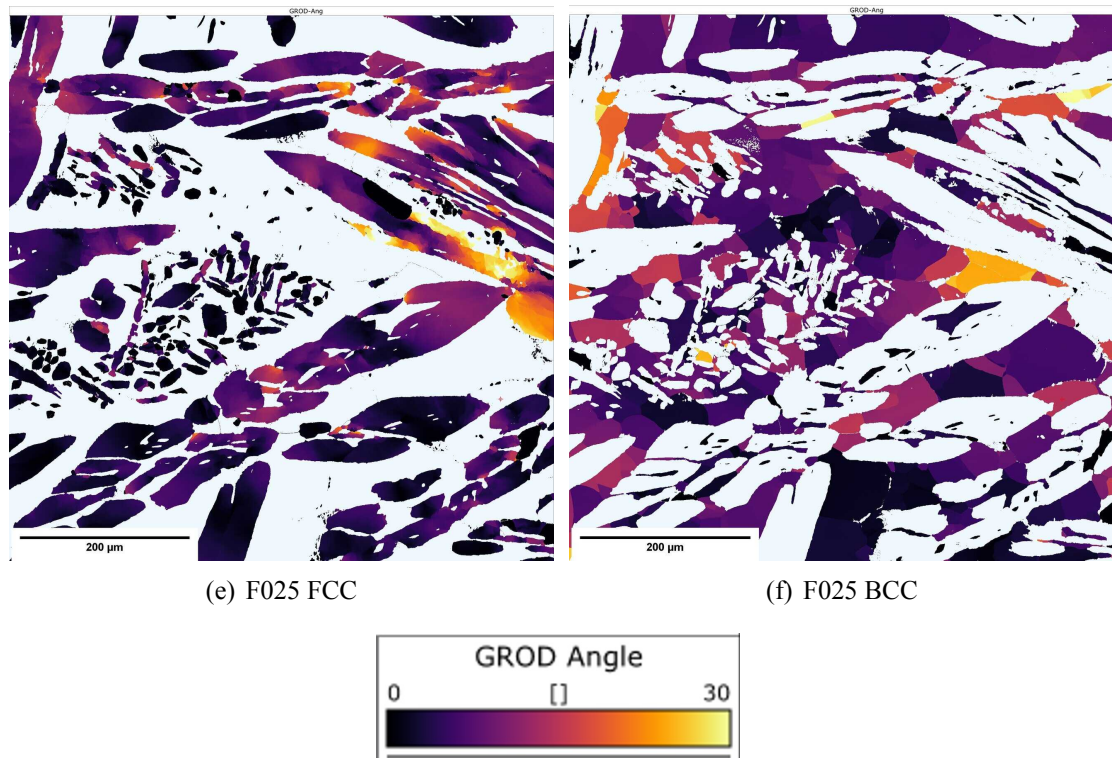 GROD-Ang GROD-Ang
200 µm 200 µm
(e) F025 FCC (f) F025 BCC
GROD Angle
0 [] 30